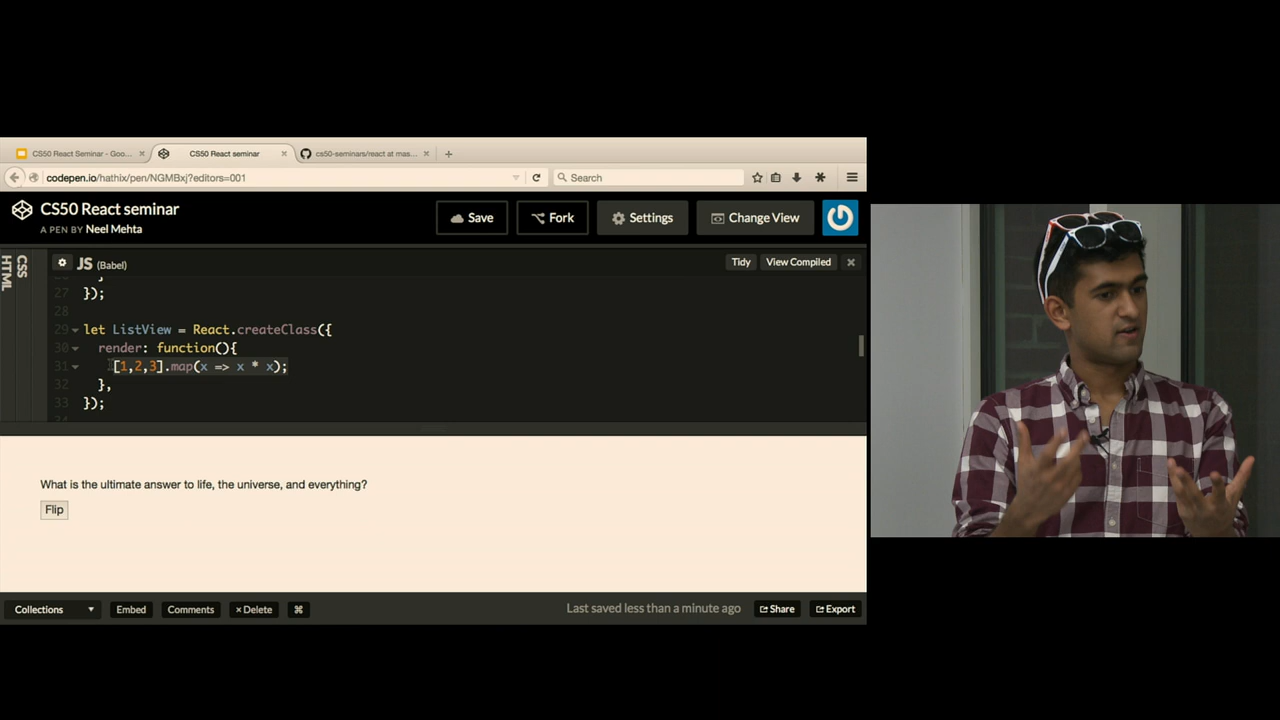 CS50 React Seminar - Goo...
CS50 React seminar
cs50-seminars/react at mas...
codepen.io/hathix/pen/NGMBxj?editors=001
Search
CS50 React seminar
A PEN BY Neel Mehta
Save
Fork
Settings
Change View
HTML
CSS
JS (Babel)
Tidy
View Compiled
27 });
28
29 let ListView = React.createClass({
30 render: function(){
31 [1,2,3].map(x => x * x);
32 },
33 });
What is the ultimate answer to life, the universe, and everything?
Flip
Collections
Embed
Comments
× Delete
⌘
Last saved less than a minute ago
Share
Export